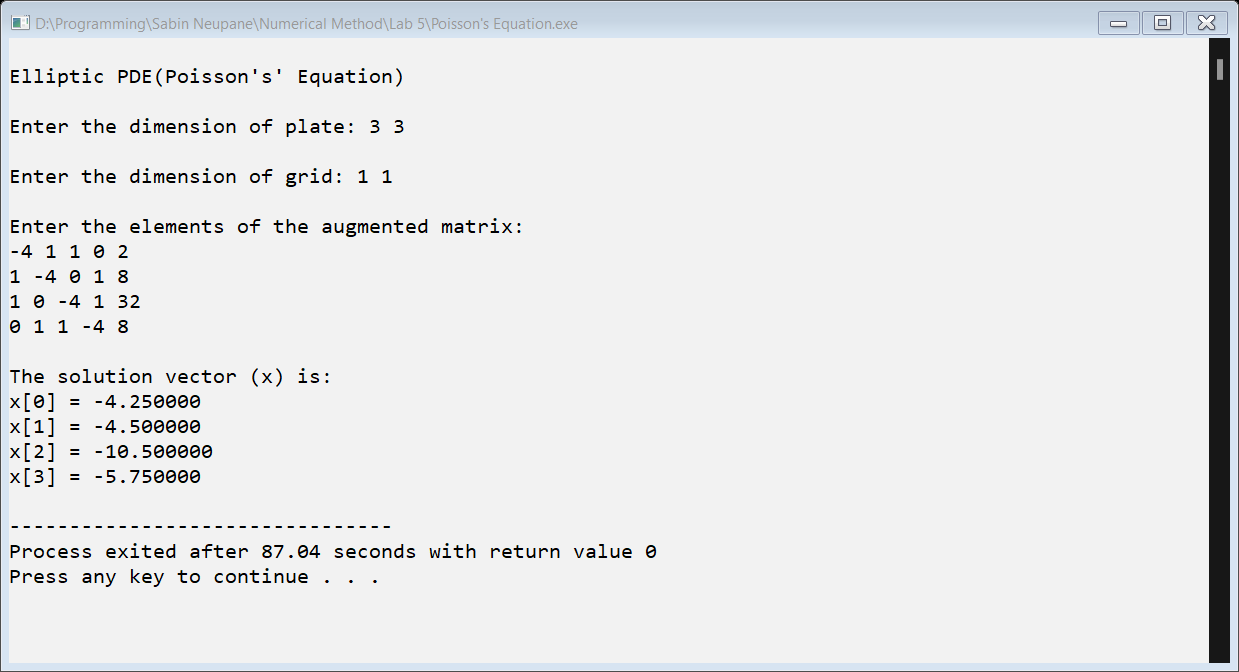 D:\Programming\Sabin Neupane\Numerical Method\Lab 5\Poisson's Equation.exe
Elliptic PDE(Poisson's' Equation)
Enter the dimension of plate: 3 3
Enter the dimension of grid: 1 1
Enter the elements of the augmented matrix:
-4 1 1 0 2
1 -4 0 1 8
1 0 -4 1 32
0 1 1 -4 8
The solution vector (x) is:
x[0] = -4.250000
x[1] = -4.500000
x[2] = -10.500000
x[3] = -5.750000
--------------------------------
Process exited after 87.04 seconds with return value 0
Press any key to continue . . .